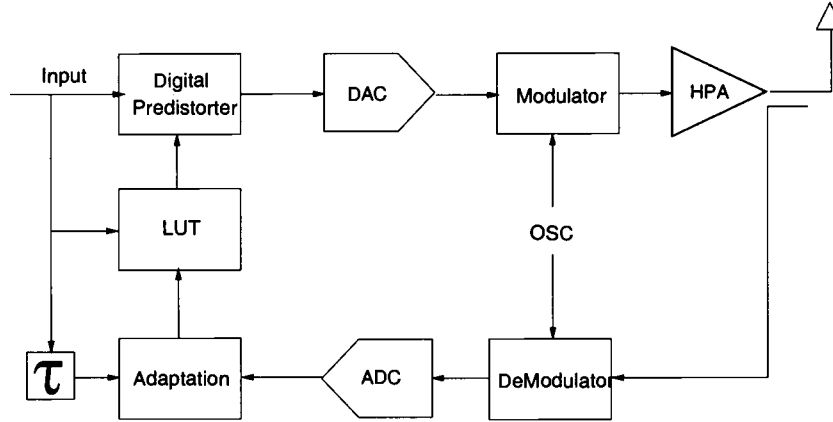 Input
Digital
Predistorter
DAC
Modulator
HPA
LUT
OSC
τ
Adaptation
ADC
DeModulator